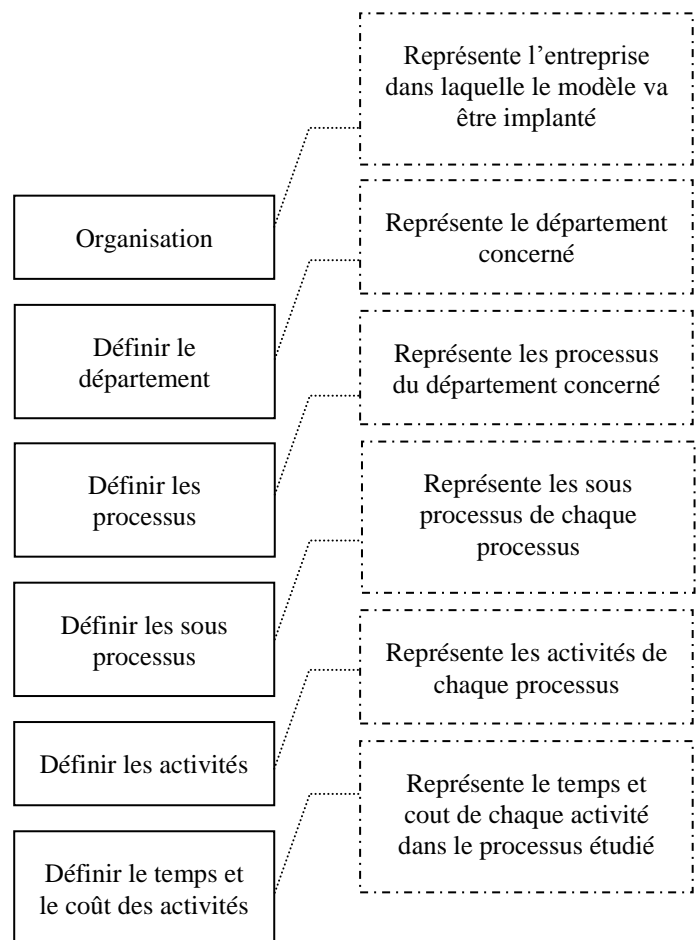 Représente l’entreprise
dans laquelle le modèle va
être implanté
Organisation
Représente le département
concerné
Définir le
département
Représente les processus
du département concerné
Définir les
processus
Représente les sous
processus de chaque
processus
Définir les sous
processus
Représente les activités de
chaque processus
Définir les activités
Représente le temps et
cout de chaque activité
dans le processus étudié
Définir le temps et
le coût des activités